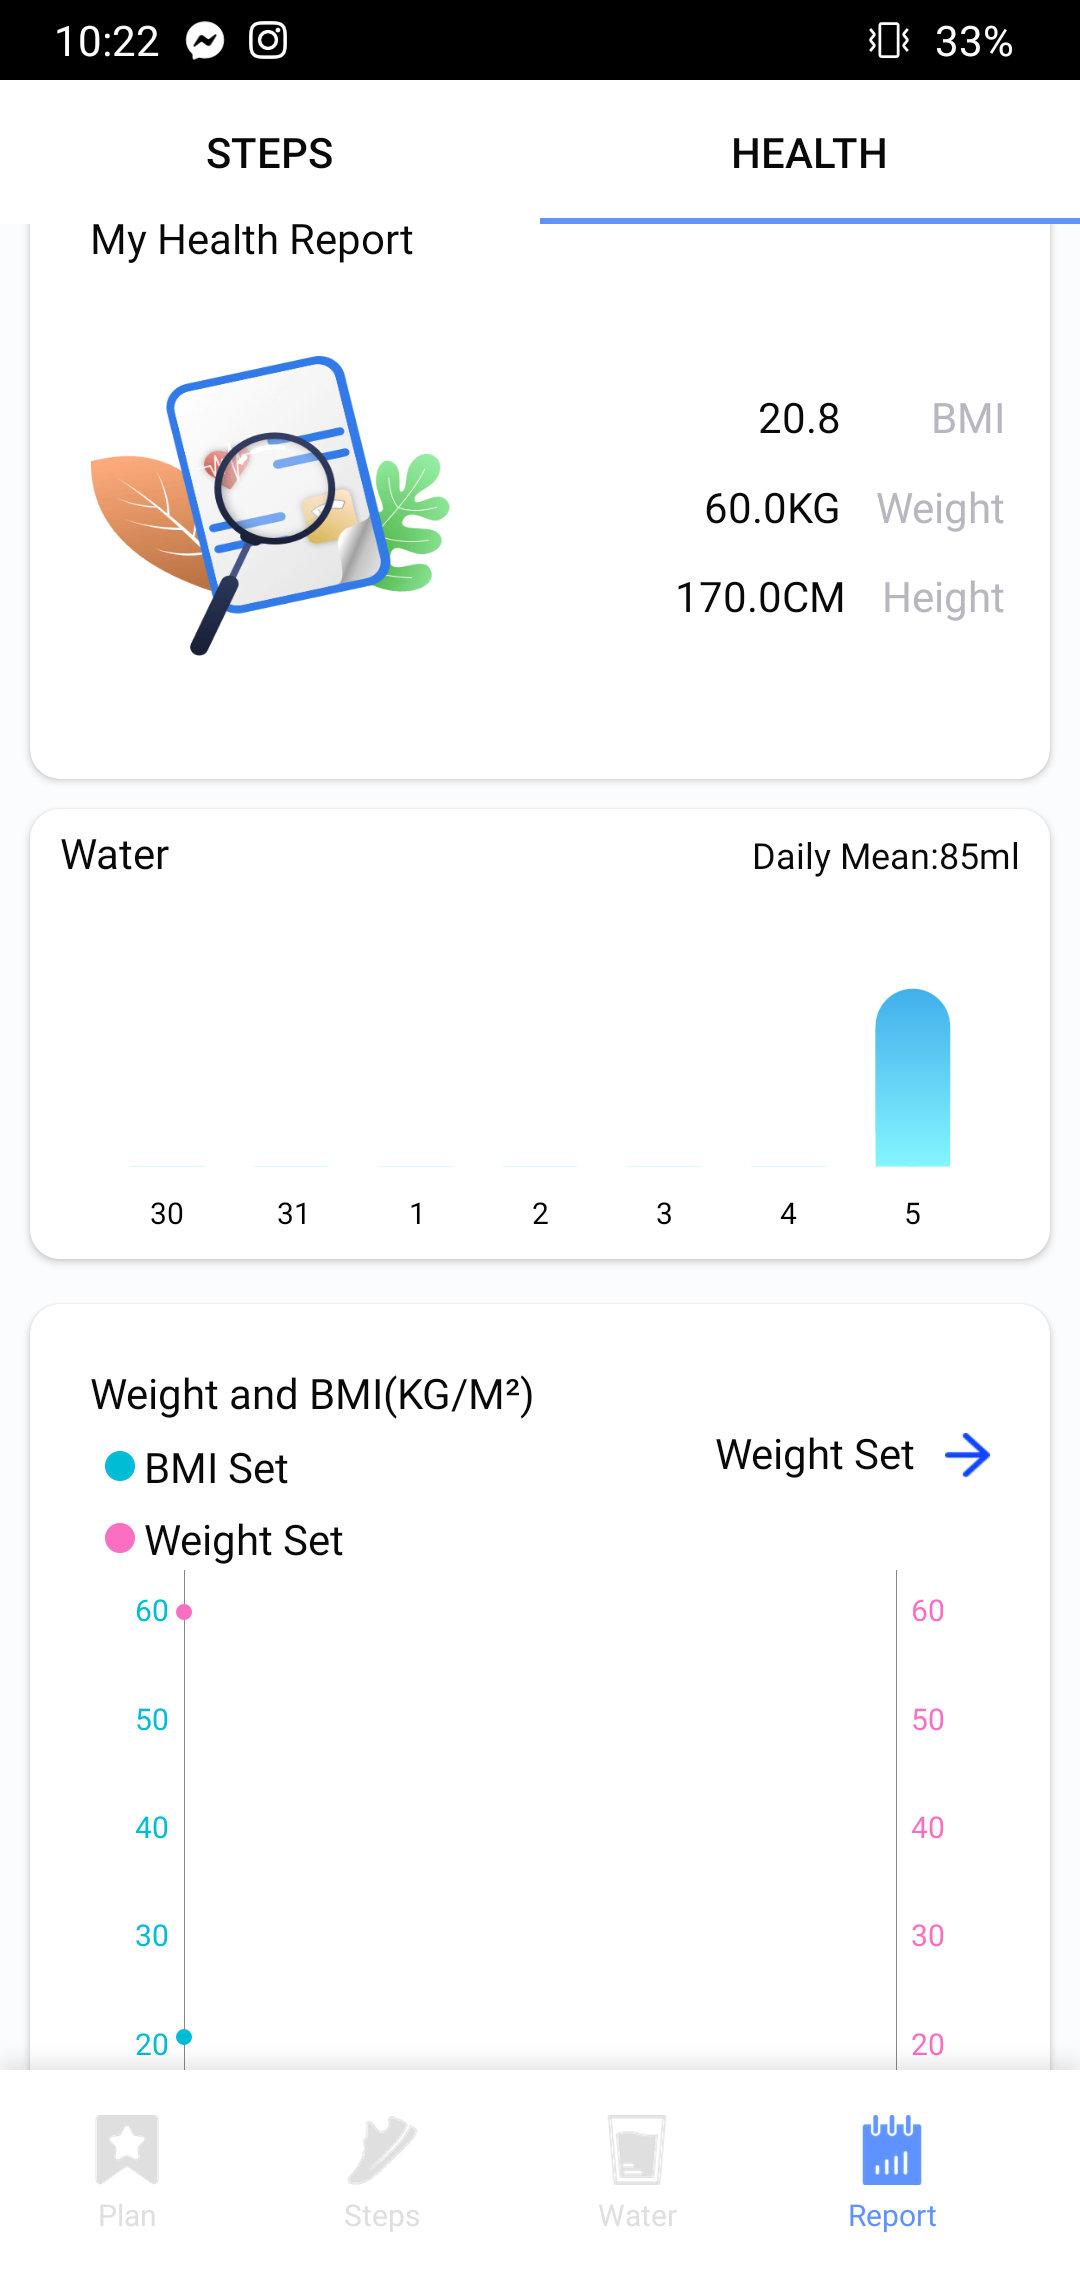 10:22
33%
STEPS
HEALTH
My Health Report
20.8 BMI
60.0KG Weight
170.0CM Height
Water
Daily Mean:85ml
30 31 1 2 3 4 5
Weight and BMI(KG/M²)
BMI Set
Weight Set
Weight Set
60 60
50 50
40 40
30 30
20 20
Plan
Steps
Water
Report